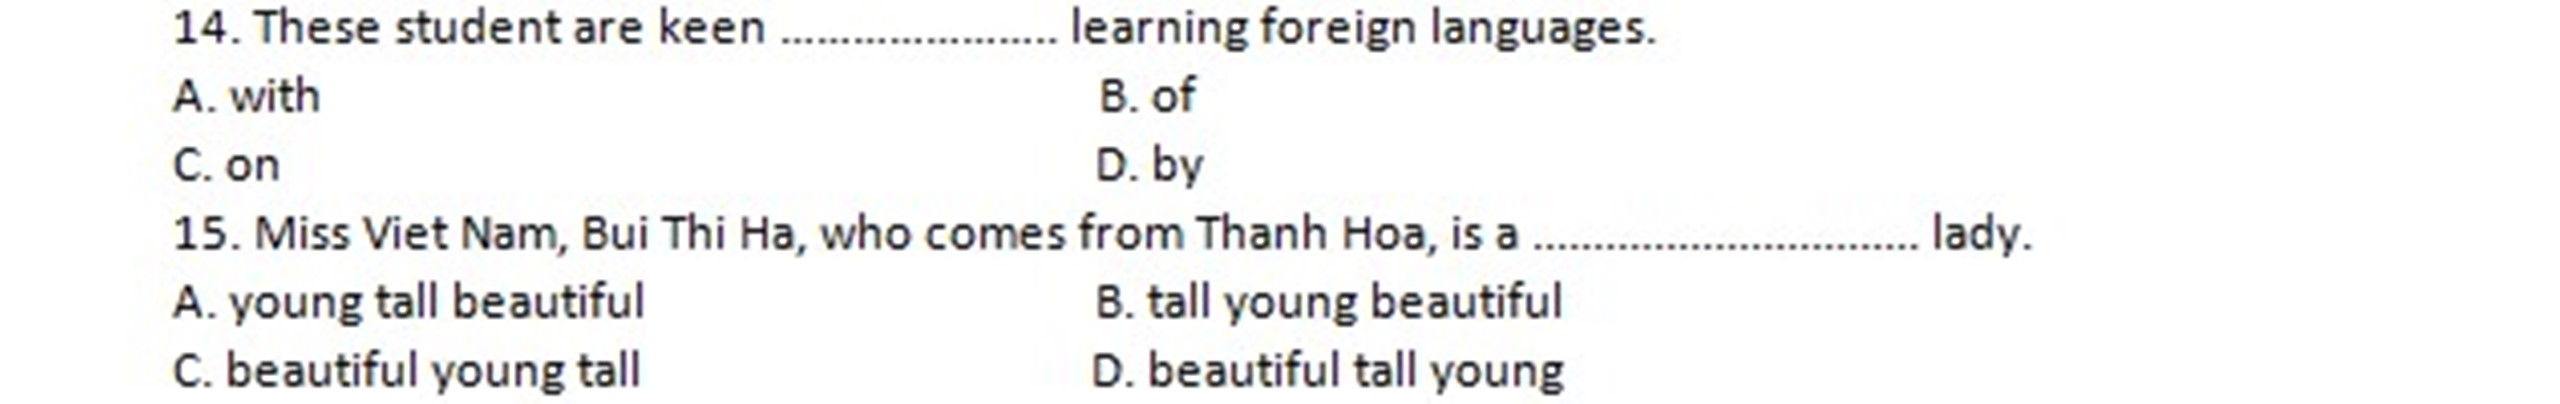 14. These student are keen ....................... learning foreign languages.
A. with B. of
C. on D. by
15. Miss Viet Nam, Bui Thi Ha, who comes from Thanh Hoa, is a ................................ lady.
A. young tall beautiful B. tall young beautiful
C. beautiful young tall D. beautiful tall young